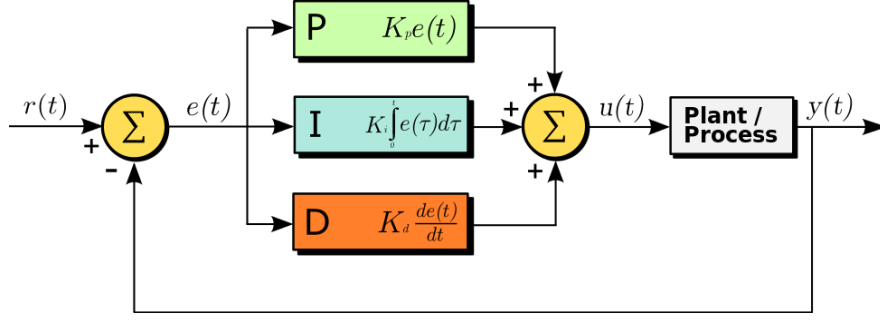 P K_p e(t)
r(t) e(t) + u(t) y(t)
Σ I K_i ∫_0^t e(τ)dτ + Σ Plant /
Process
+
-
+
D K_d de(t)/dt